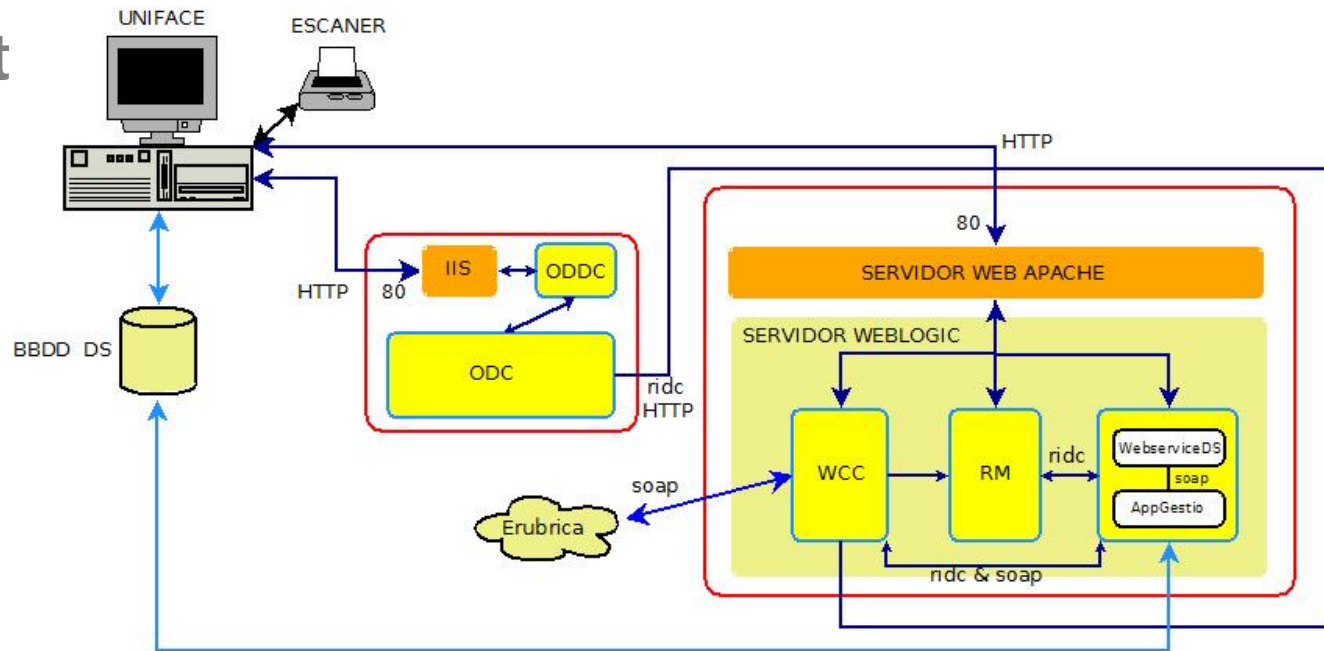 t
UNIFACE
ESCANER
HTTP
80
IIS
ODDC
SERVIDOR WEB APACHE
HTTP
80
SERVIDOR WEBLOGIC
BBDD DS
ODC
ridc
HTTP
WCC
RM
ridc
WebserviceDS
soap
AppGestio
soap
Erubrica
ridc & soap